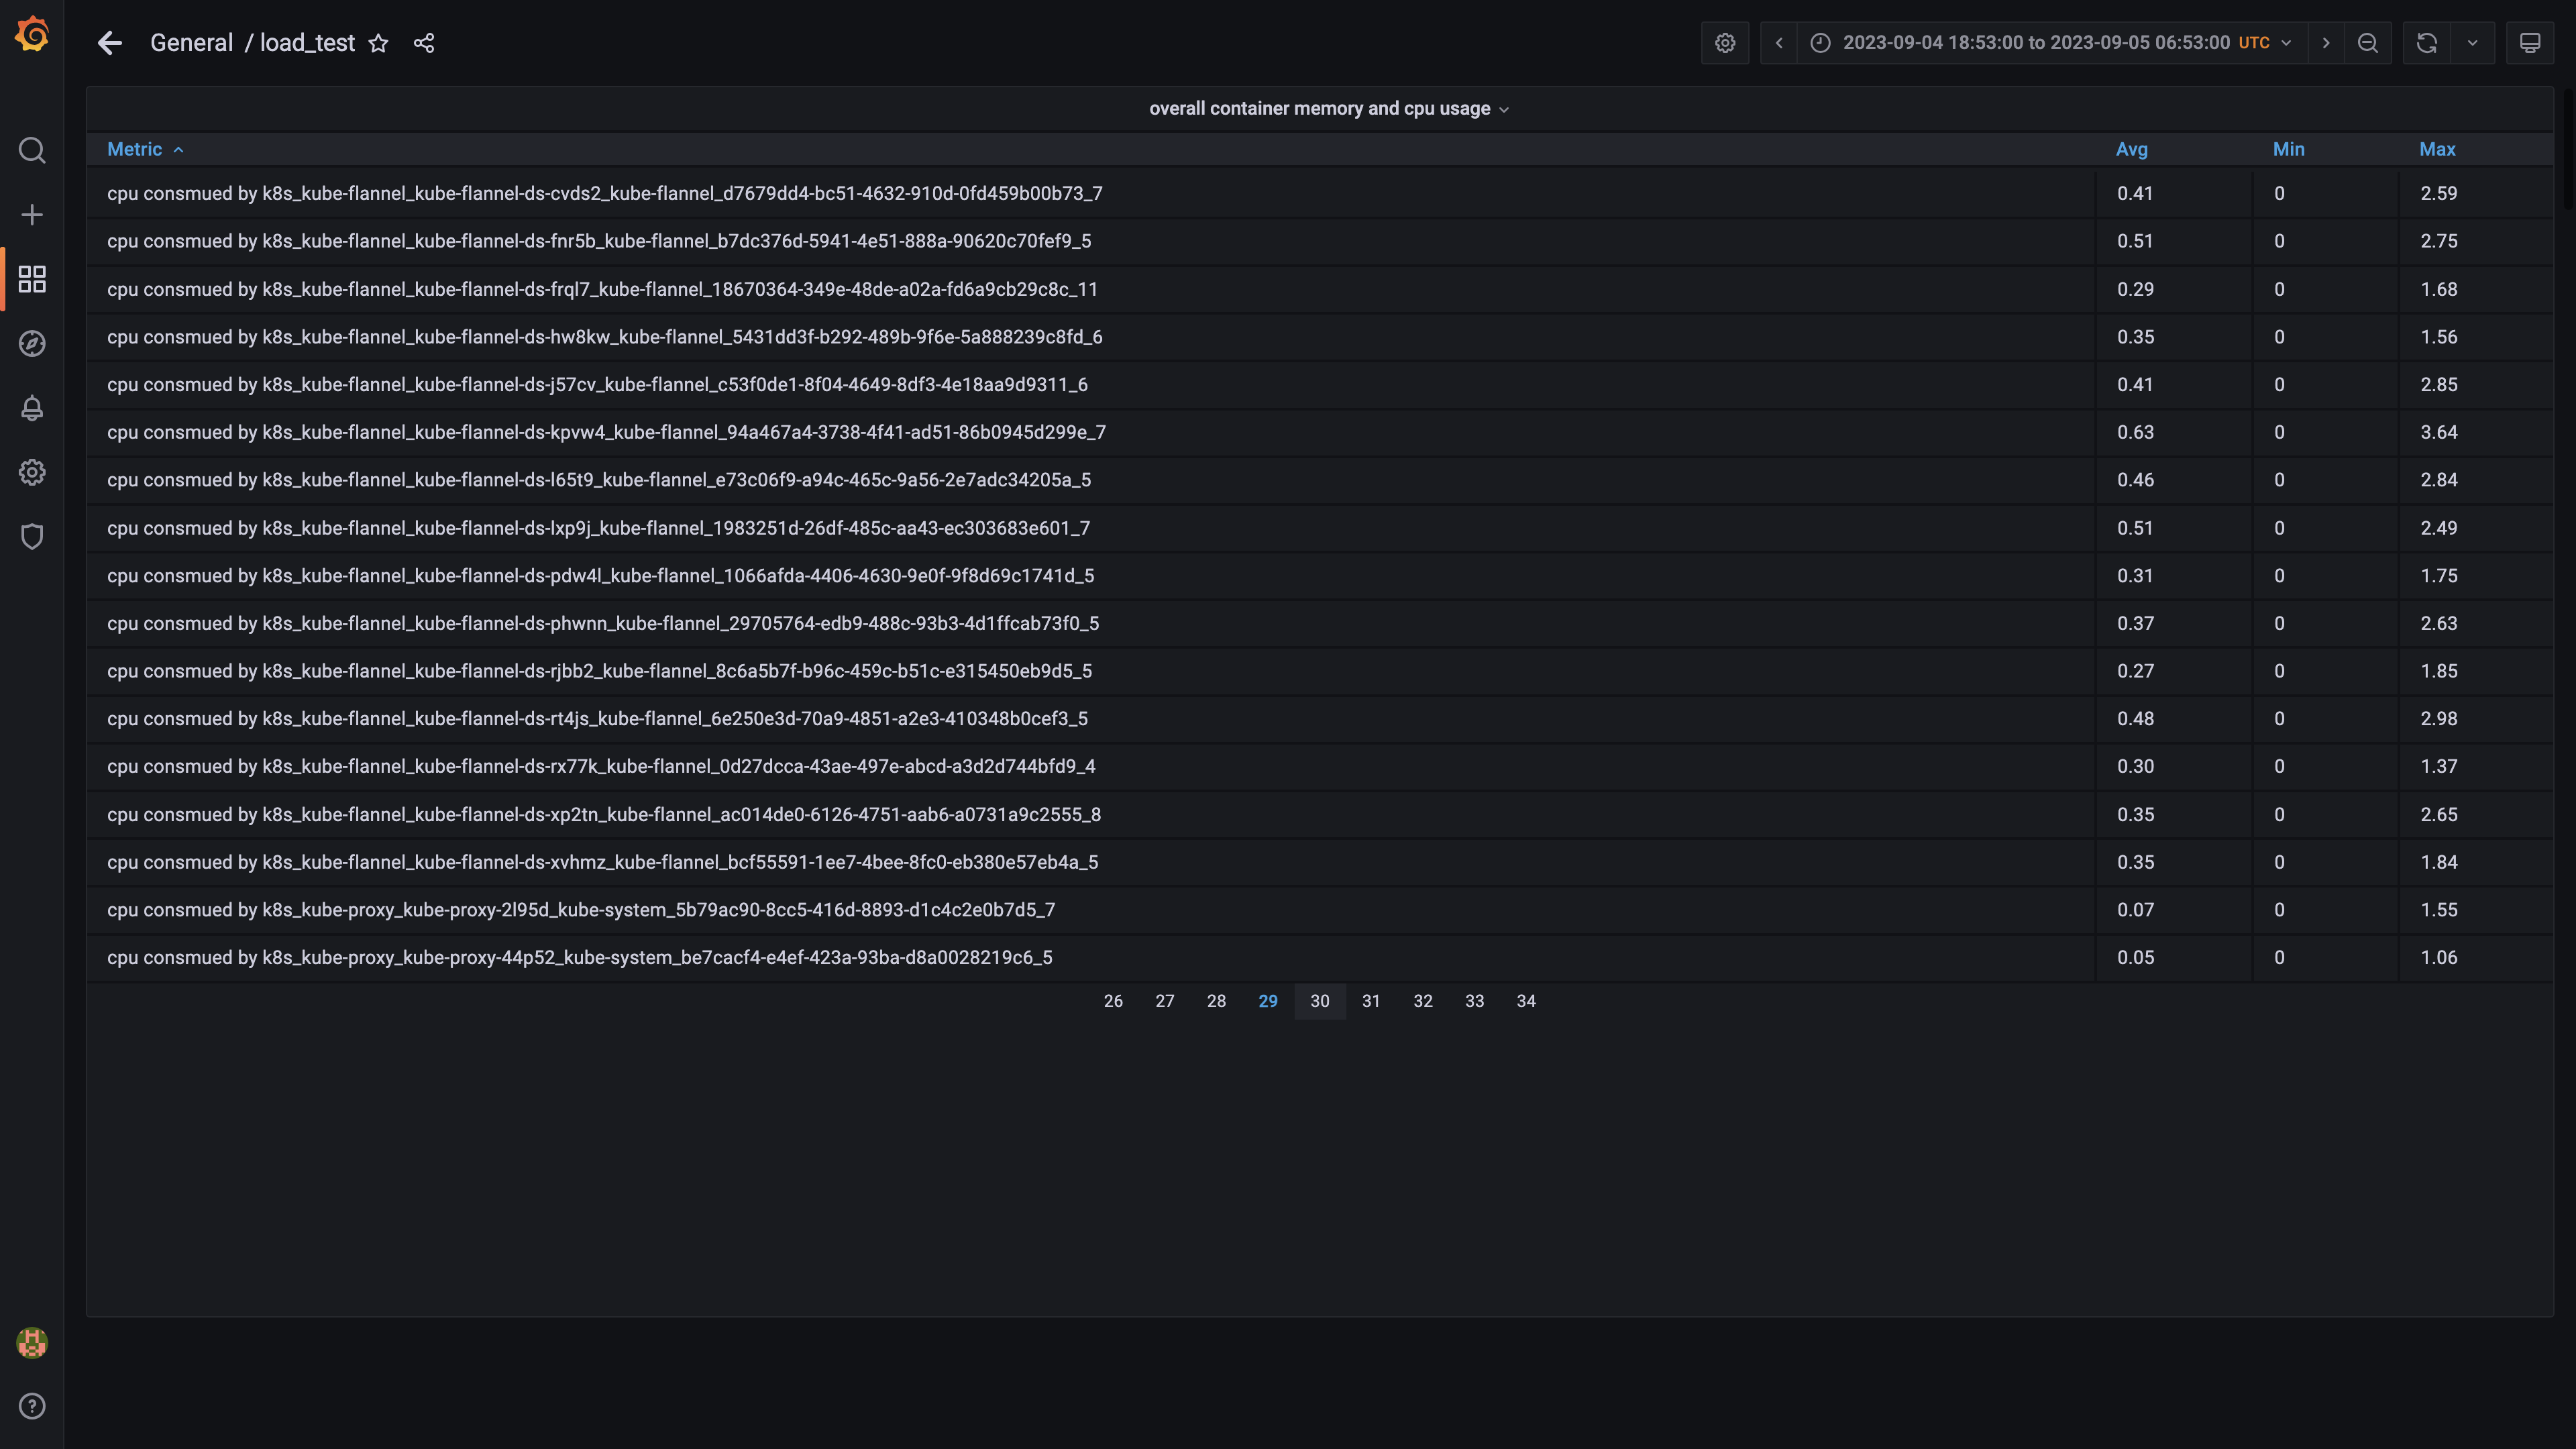 General / load_test
2023-09-04 18:53:00 to 2023-09-05 06:53:00 UTC
overall container memory and cpu usage
Metric Avg Min Max
cpu consmued by k8s_kube-flannel_kube-flannel-ds-cvds2_kube-flannel_d7679dd4-bc51-4632-910d-0fd459b00b73_7 0.41 0 2.59
cpu consmued by k8s_kube-flannel_kube-flannel-ds-fnr5b_kube-flannel_b7dc376d-5941-4e51-888a-90620c70fef9_5 0.51 0 2.75
cpu consmued by k8s_kube-flannel_kube-flannel-ds-frql7_kube-flannel_18670364-349e-48de-a02a-fd6a9cb29c8c_11 0.29 0 1.68
cpu consmued by k8s_kube-flannel_kube-flannel-ds-hw8kw_kube-flannel_5431dd3f-b292-489b-9f6e-5a888239c8fd_6 0.35 0 1.56
cpu consmued by k8s_kube-flannel_kube-flannel-ds-j57cv_kube-flannel_c53f0de1-8f04-4649-8df3-4e18aa9d9311_6 0.41 0 2.85
cpu consmued by k8s_kube-flannel_kube-flannel-ds-kpvw4_kube-flannel_94a467a4-3738-4f41-ad51-86b0945d299e_7 0.63 0 3.64
cpu consmued by k8s_kube-flannel_kube-flannel-ds-l65t9_kube-flannel_e73c06f9-a94c-465c-9a56-2e7adc34205a_5 0.46 0 2.84
cpu consmued by k8s_kube-flannel_kube-flannel-ds-lxp9j_kube-flannel_1983251d-26df-485c-aa43-ec303683e601_7 0.51 0 2.49
cpu consmued by k8s_kube-flannel_kube-flannel-ds-pdw4l_kube-flannel_1066afda-4406-4630-9e0f-9f8d69c1741d_5 0.31 0 1.75
cpu consmued by k8s_kube-flannel_kube-flannel-ds-phwnn_kube-flannel_29705764-edb9-488c-93b3-4d1ffcab73f0_5 0.37 0 2.63
cpu consmued by k8s_kube-flannel_kube-flannel-ds-rjbb2_kube-flannel_8c6a5b7f-b96c-459c-b51c-e315450eb9d5_5 0.27 0 1.85
cpu consmued by k8s_kube-flannel_kube-flannel-ds-rt4js_kube-flannel_6e250e3d-70a9-4851-a2e3-410348b0cef3_5 0.48 0 2.98
cpu consmued by k8s_kube-flannel_kube-flannel-ds-rx77k_kube-flannel_0d27dcca-43ae-497e-abcd-a3d2d744bfd9_4 0.30 0 1.37
cpu consmued by k8s_kube-flannel_kube-flannel-ds-xp2tn_kube-flannel_ac014de0-6126-4751-aab6-a0731a9c2555_8 0.35 0 2.65
cpu consmued by k8s_kube-flannel_kube-flannel-ds-xvhmz_kube-flannel_bcf55591-1ee7-4bee-8fc0-eb380e57eb4a_5 0.35 0 1.84
cpu consmued by k8s_kube-proxy_kube-proxy-2l95d_kube-system_5b79ac90-8cc5-416d-8893-d1c4c2e0b7d5_7 0.07 0 1.55
cpu consmued by k8s_kube-proxy_kube-proxy-44p52_kube-system_be7cacf4-e4ef-423a-93ba-d8a0028219c6_5 0.05 0 1.06
26 27 28 29 30 31 32 33 34